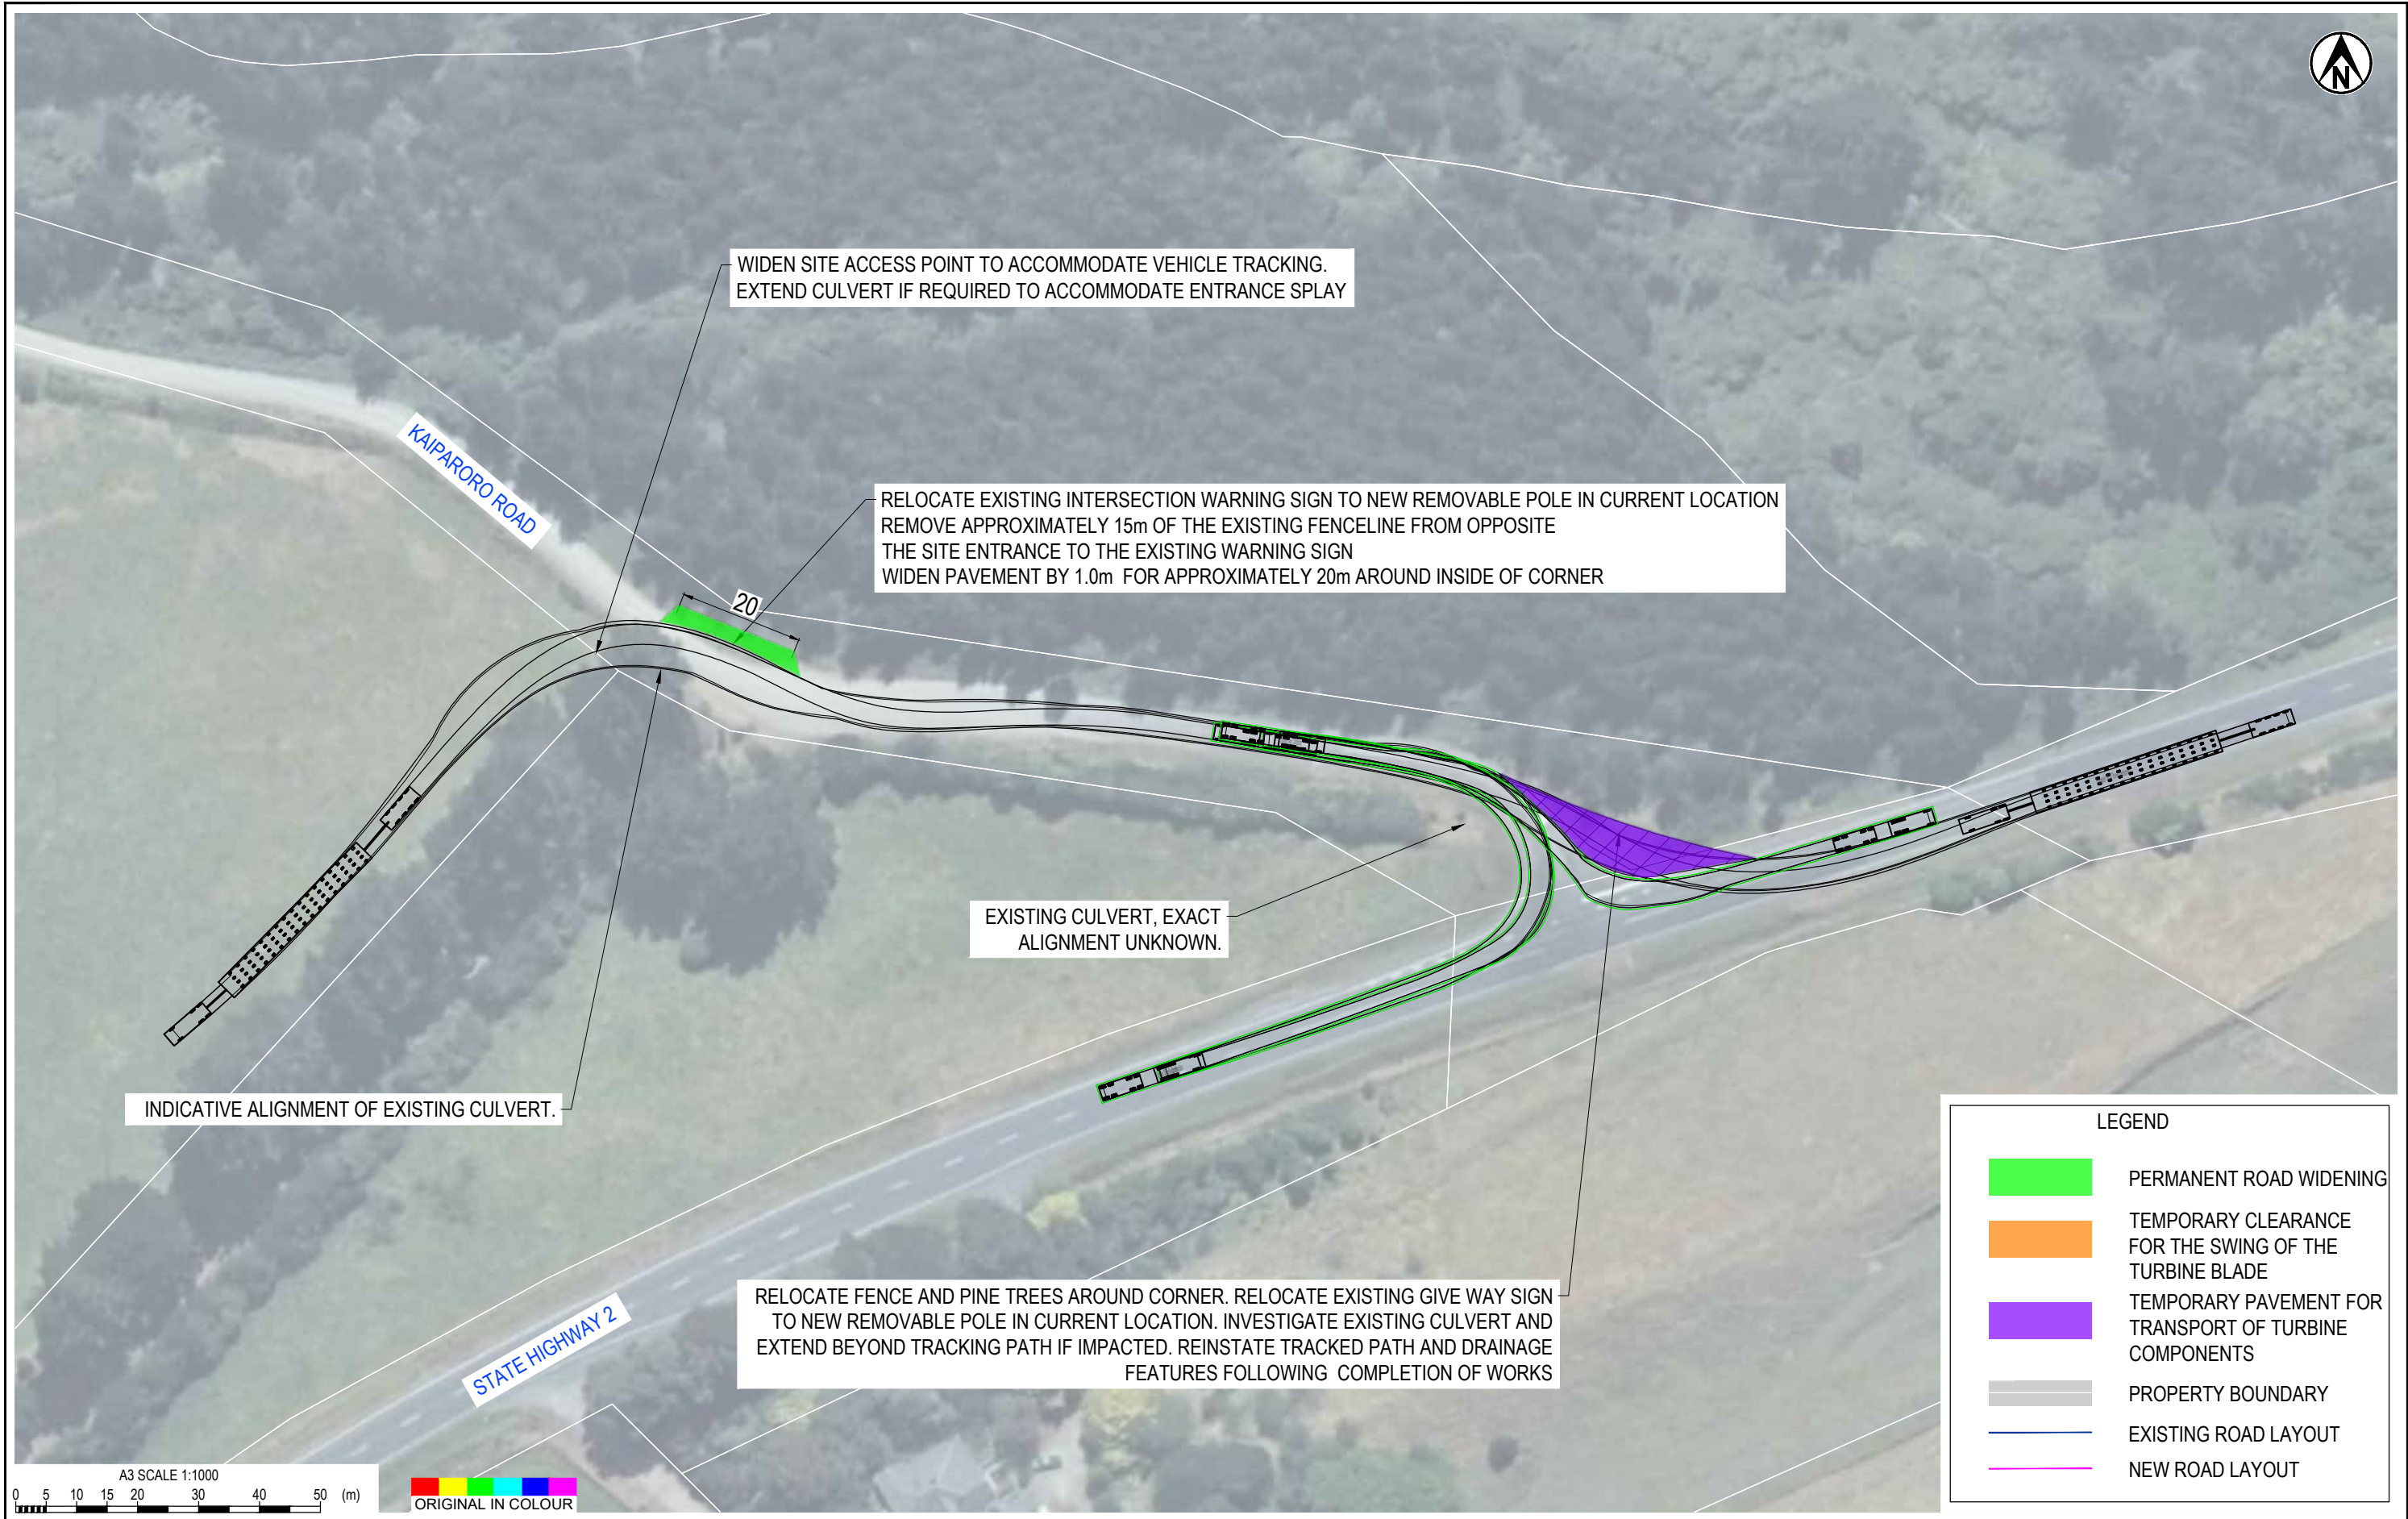 N
WIDEN SITE ACCESS POINT TO ACCOMMODATE VEHICLE TRACKING.
EXTEND CULVERT IF REQUIRED TO ACCOMMODATE ENTRANCE SPLAY
KAIPARORO ROAD
RELOCATE EXISTING INTERSECTION WARNING SIGN TO NEW REMOVABLE POLE IN CURRENT LOCATION
REMOVE APPROXIMATELY 15m OF THE EXISTING FENCELINE FROM OPPOSITE
THE SITE ENTRANCE TO THE EXISTING WARNING SIGN
WIDEN PAVEMENT BY 1.0m FOR APPROXIMATELY 20m AROUND INSIDE OF CORNER
20
EXISTING CULVERT, EXACT
ALIGNMENT UNKNOWN.
INDICATIVE ALIGNMENT OF EXISTING CULVERT.
RELOCATE FENCE AND PINE TREES AROUND CORNER. RELOCATE EXISTING GIVE WAY SIGN
TO NEW REMOVABLE POLE IN CURRENT LOCATION. INVESTIGATE EXISTING CULVERT AND
EXTEND BEYOND TRACKING PATH IF IMPACTED. REINSTATE TRACKED PATH AND DRAINAGE
FEATURES FOLLOWING COMPLETION OF WORKS
STATE HIGHWAY 2
LEGEND
PERMANENT ROAD WIDENING
TEMPORARY CLEARANCE
FOR THE SWING OF THE
TURBINE BLADE
TEMPORARY PAVEMENT FOR
TRANSPORT OF TURBINE
COMPONENTS
PROPERTY BOUNDARY
EXISTING ROAD LAYOUT
NEW ROAD LAYOUT
A3 SCALE 1:1000
0 5 10 15 20 30 40 50 (m)
ORIGINAL IN COLOUR